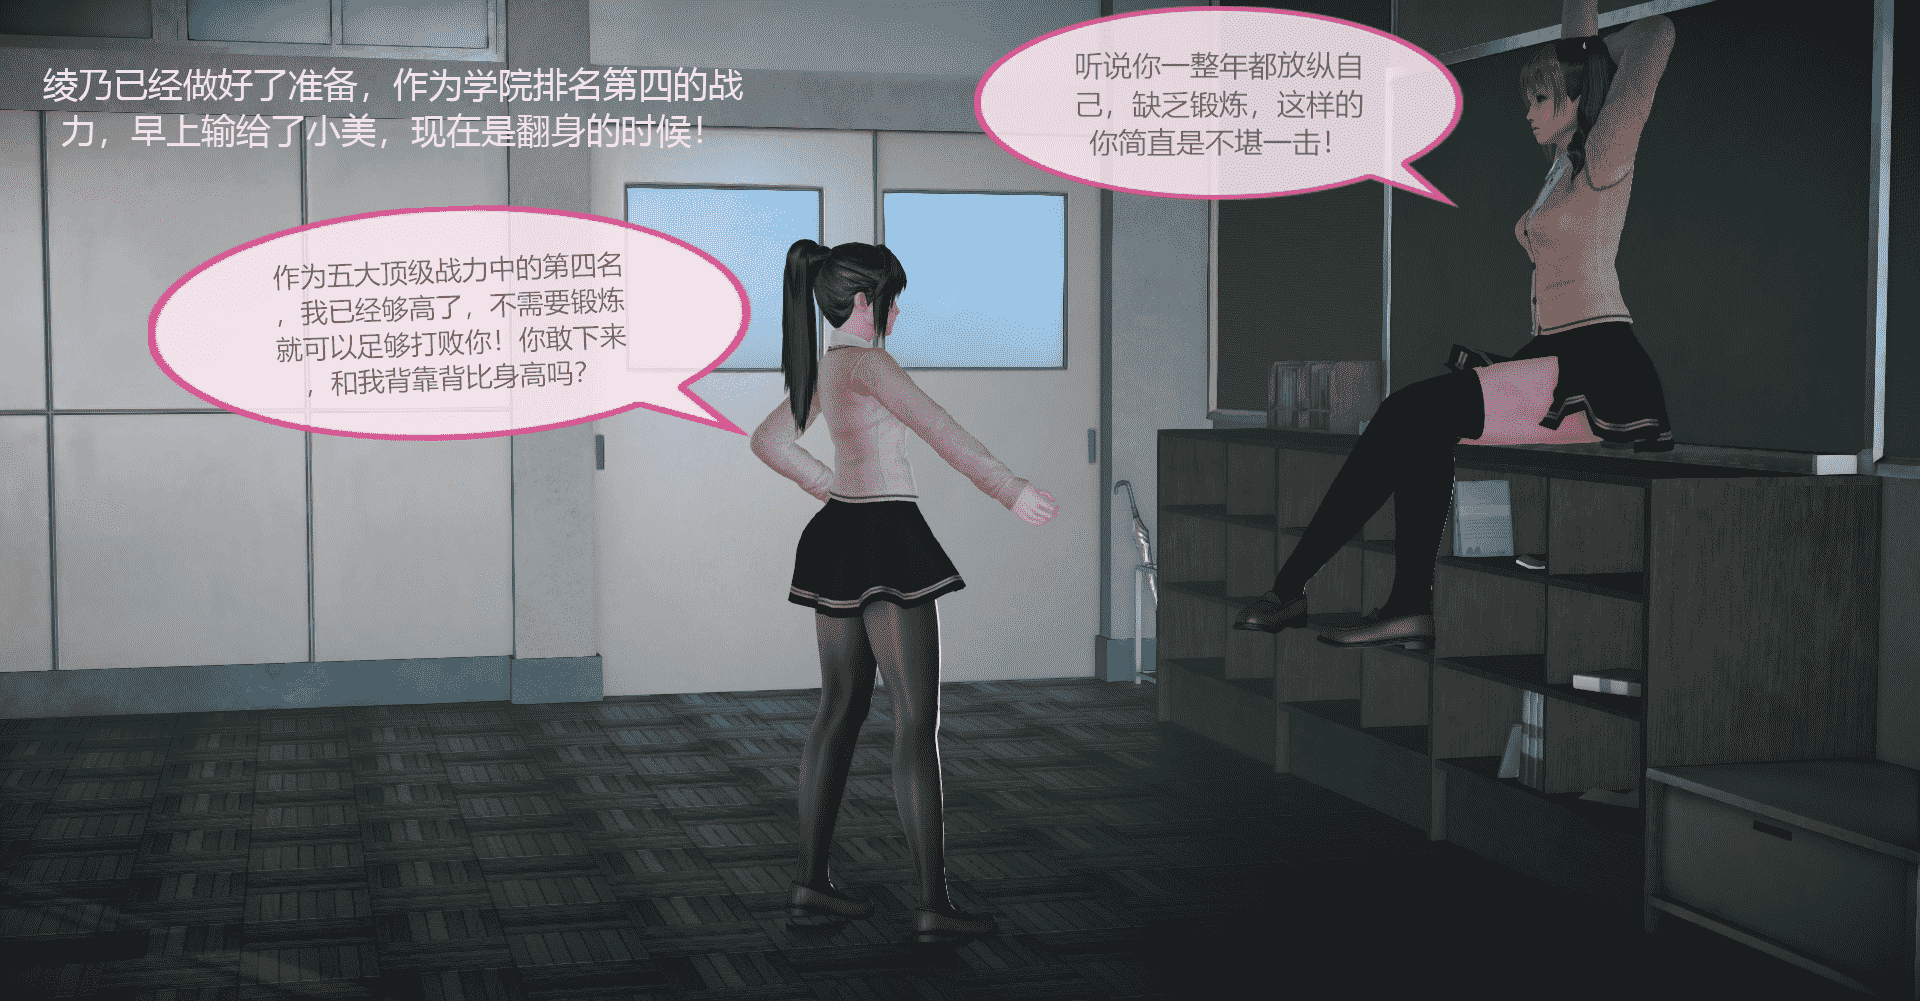 绫乃已经做好了准备，作为学院排名第四的战
力，早上输给了小美，现在是翻身的时候！
听说你一整年都放纵自
己，缺乏锻炼，这样的
你简直是不堪一击！
作为五大顶级战力中的第四名
，我已经够高了，不需要锻炼
就可以足够打败你！你敢下来
，和我背靠背比身高吗？